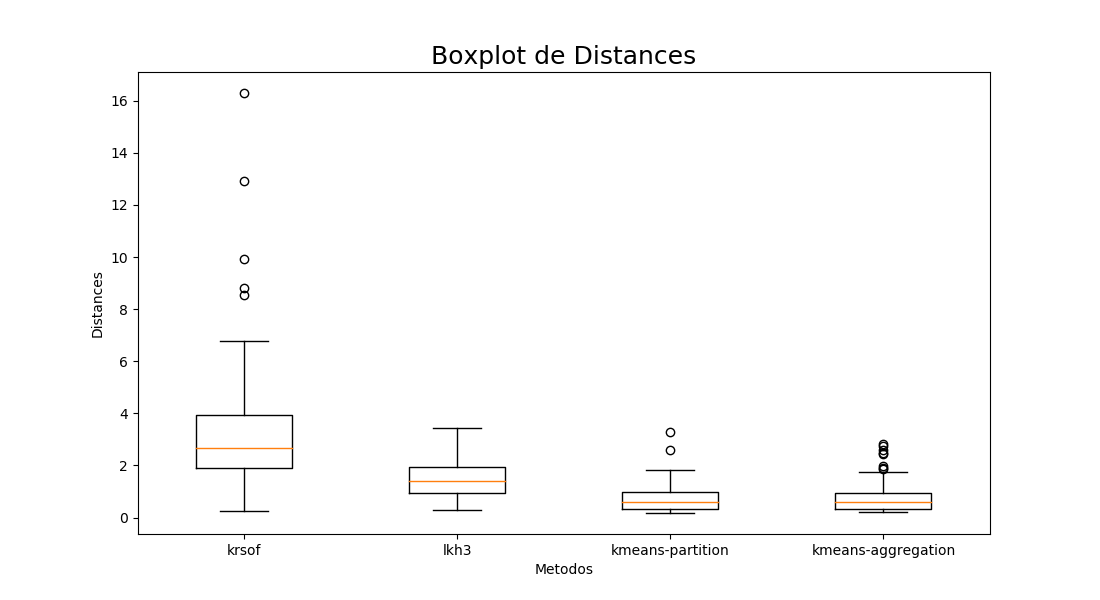 Boxplot de Distances
16
14
12
10
8
6
4
2
0
Distances
krsof
lkh3
kmeans-partition
kmeans-aggregation
Metodos